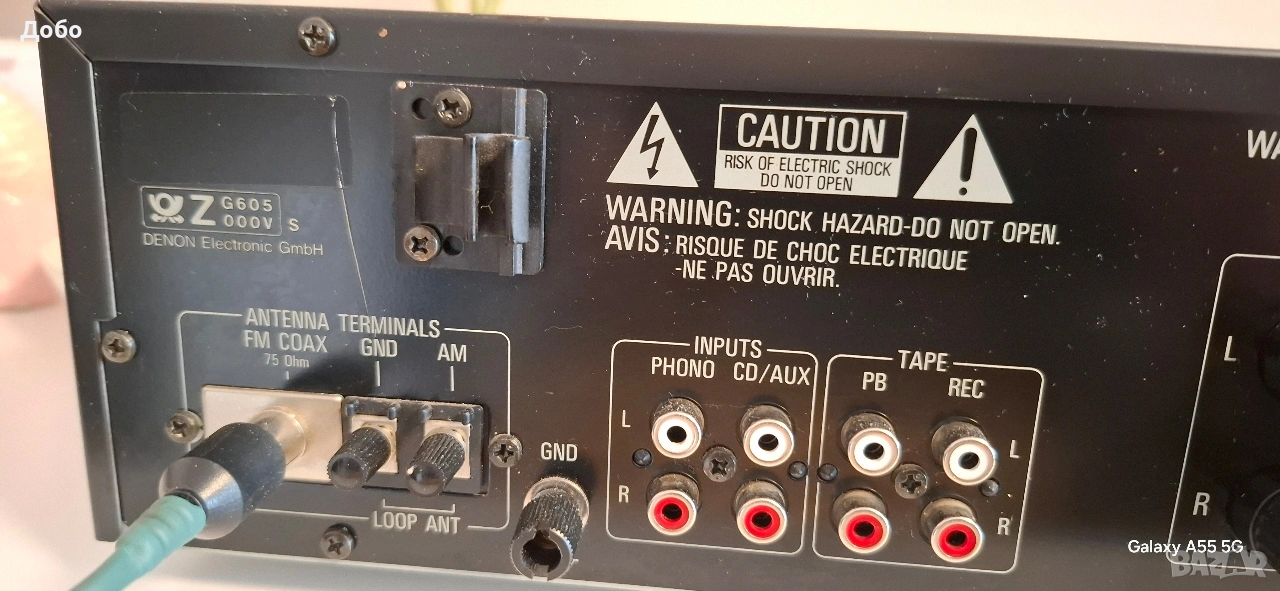 Добо
G605
Z 000V S
DENON Electronic GmbH
CAUTION
RISK OF ELECTRIC SHOCK
DO NOT OPEN
WARNING: SHOCK HAZARD-DO NOT OPEN.
AVIS: RISQUE DE CHOC ELECTRIQUE
-NE PAS OUVRIR.
WA
ANTENNA TERMINALS
FM COAX GND AM
75 Ohm
LOOP ANT
GND
INPUTS
PHONO CD/AUX
L
R
TAPE
PB REC
L
R
L
R
Galaxy A55 5G
BAZAR